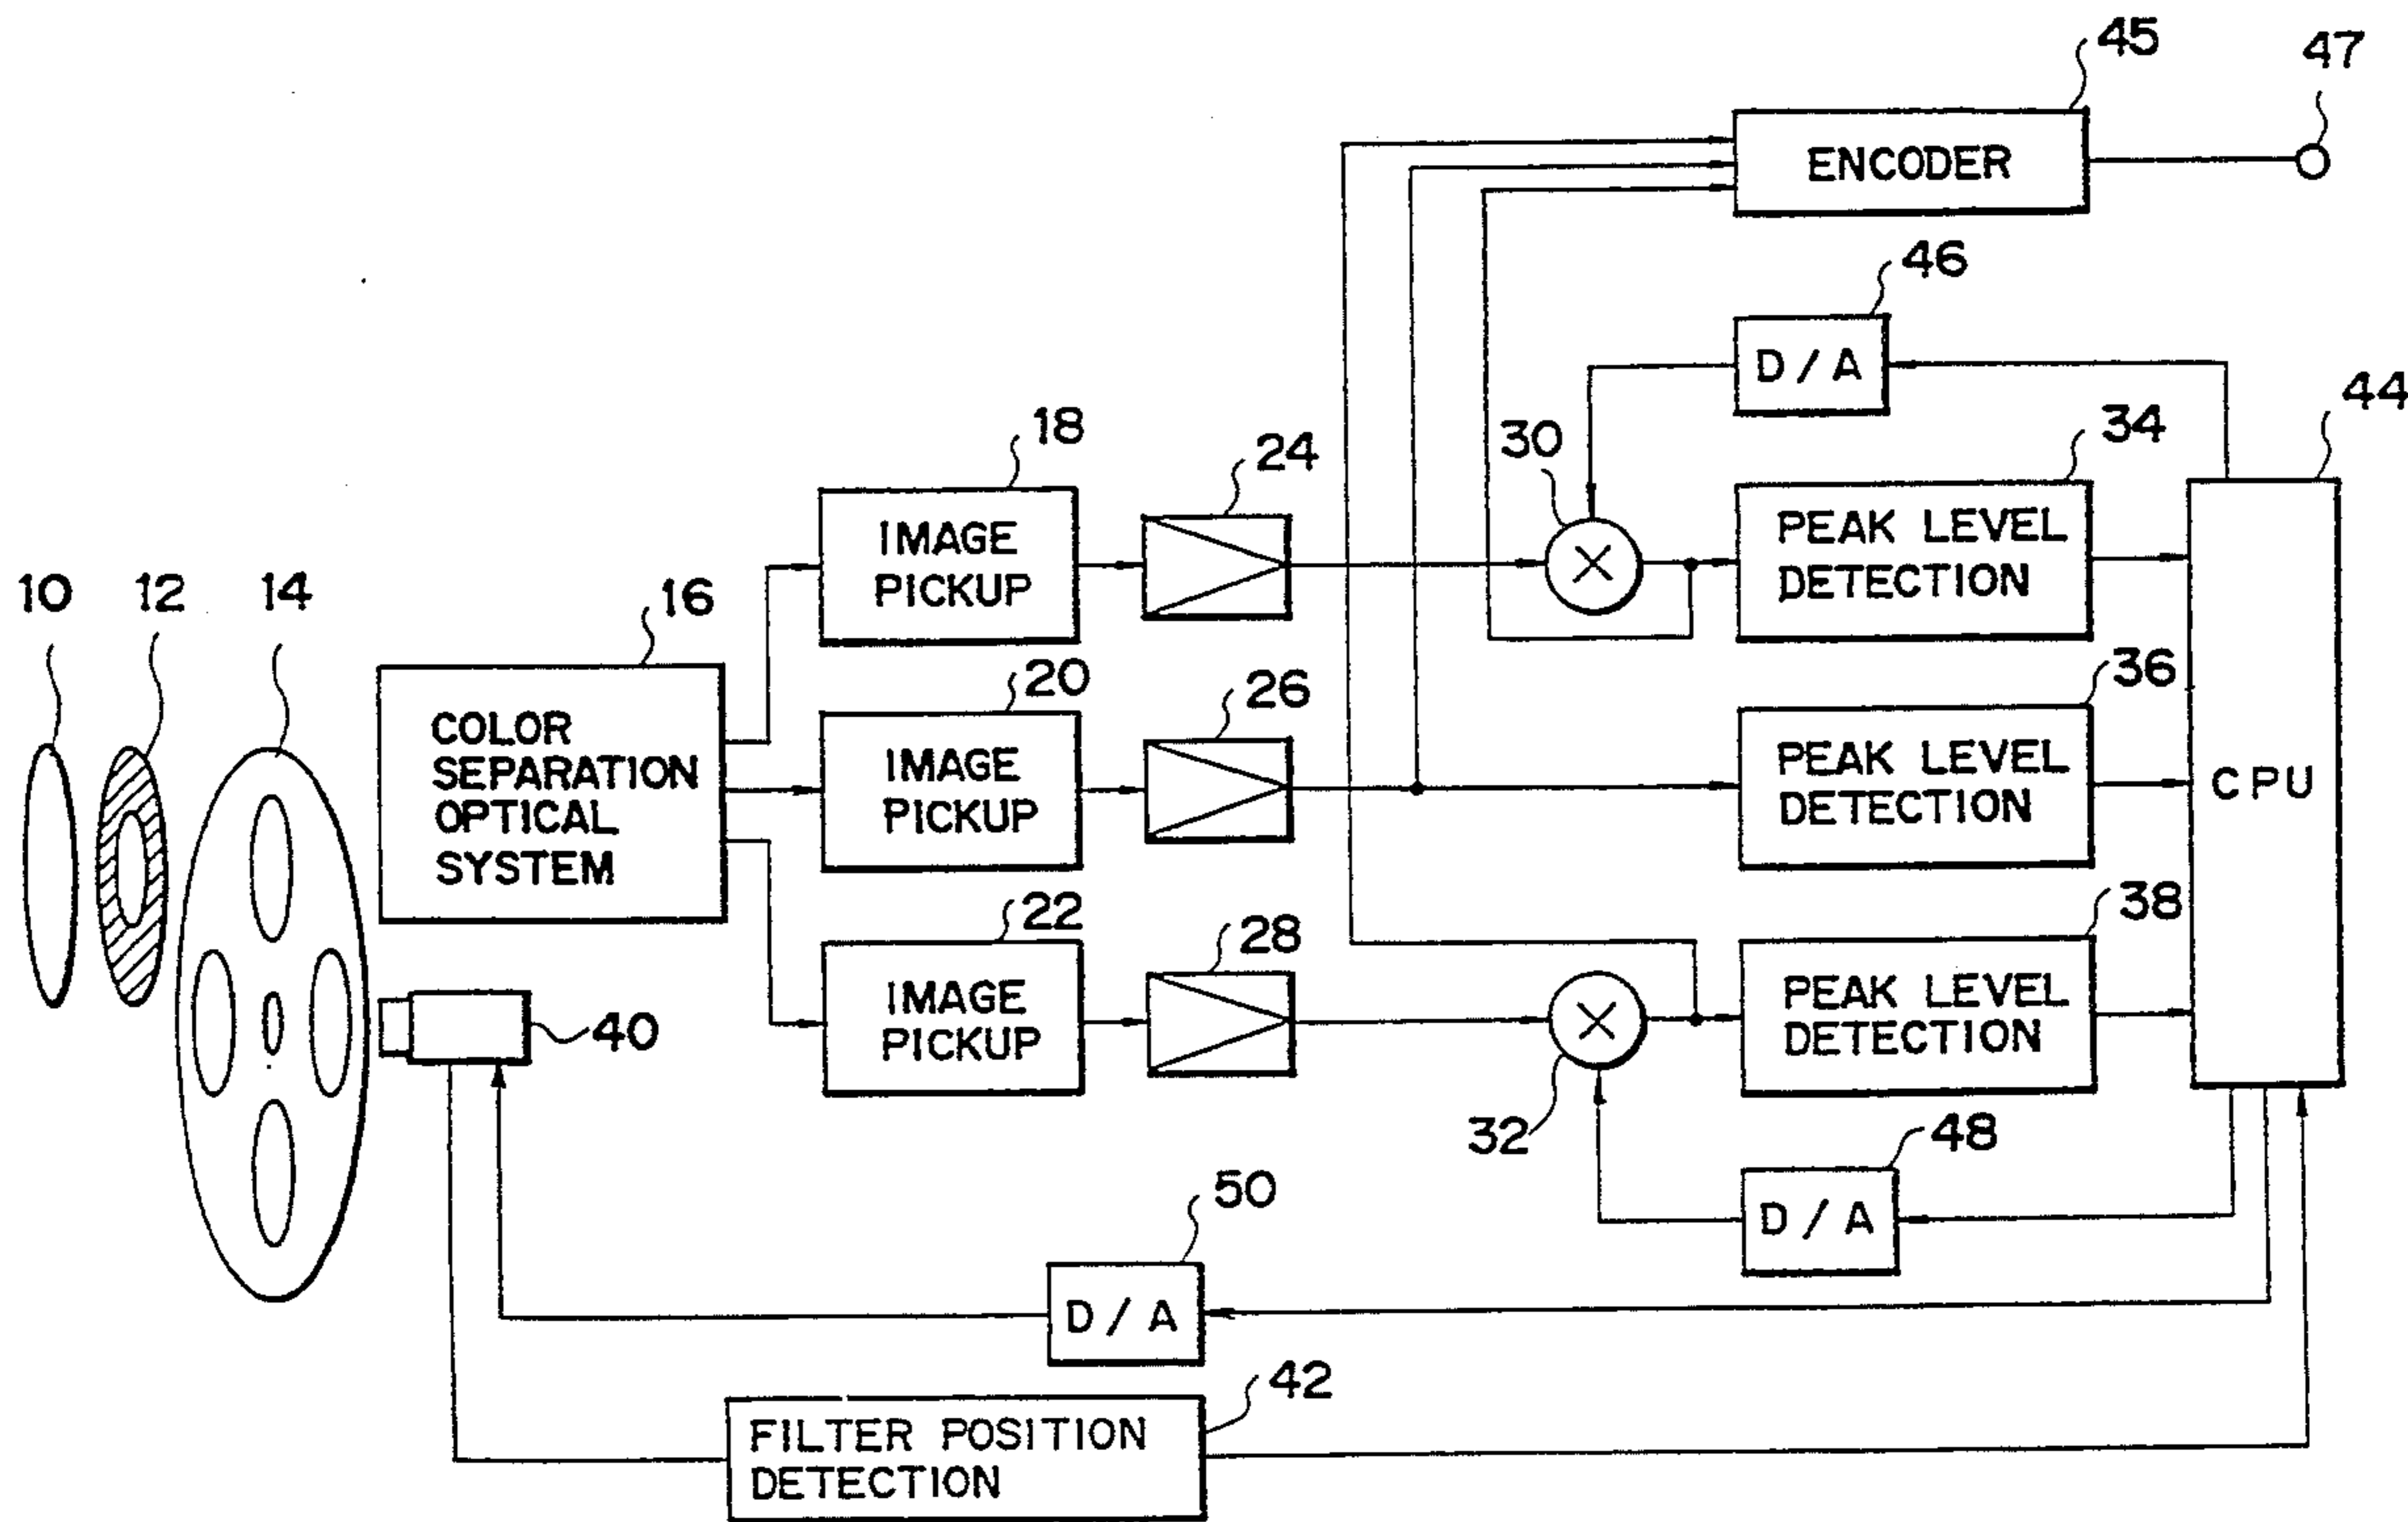 45
47
ENCODER
46
D/A
44
18
24
30
34
IMAGE
PICKUP
PEAK LEVEL
DETECTION
10
12
14
16
20
26
36
COLOR
SEPARATION
OPTICAL
SYSTEM
IMAGE
PICKUP
PEAK LEVEL
DETECTION
CPU
22
28
38
IMAGE
PICKUP
PEAK LEVEL
DETECTION
40
32
48
D/A
50
D/A
42
FILTER POSITION
DETECTION